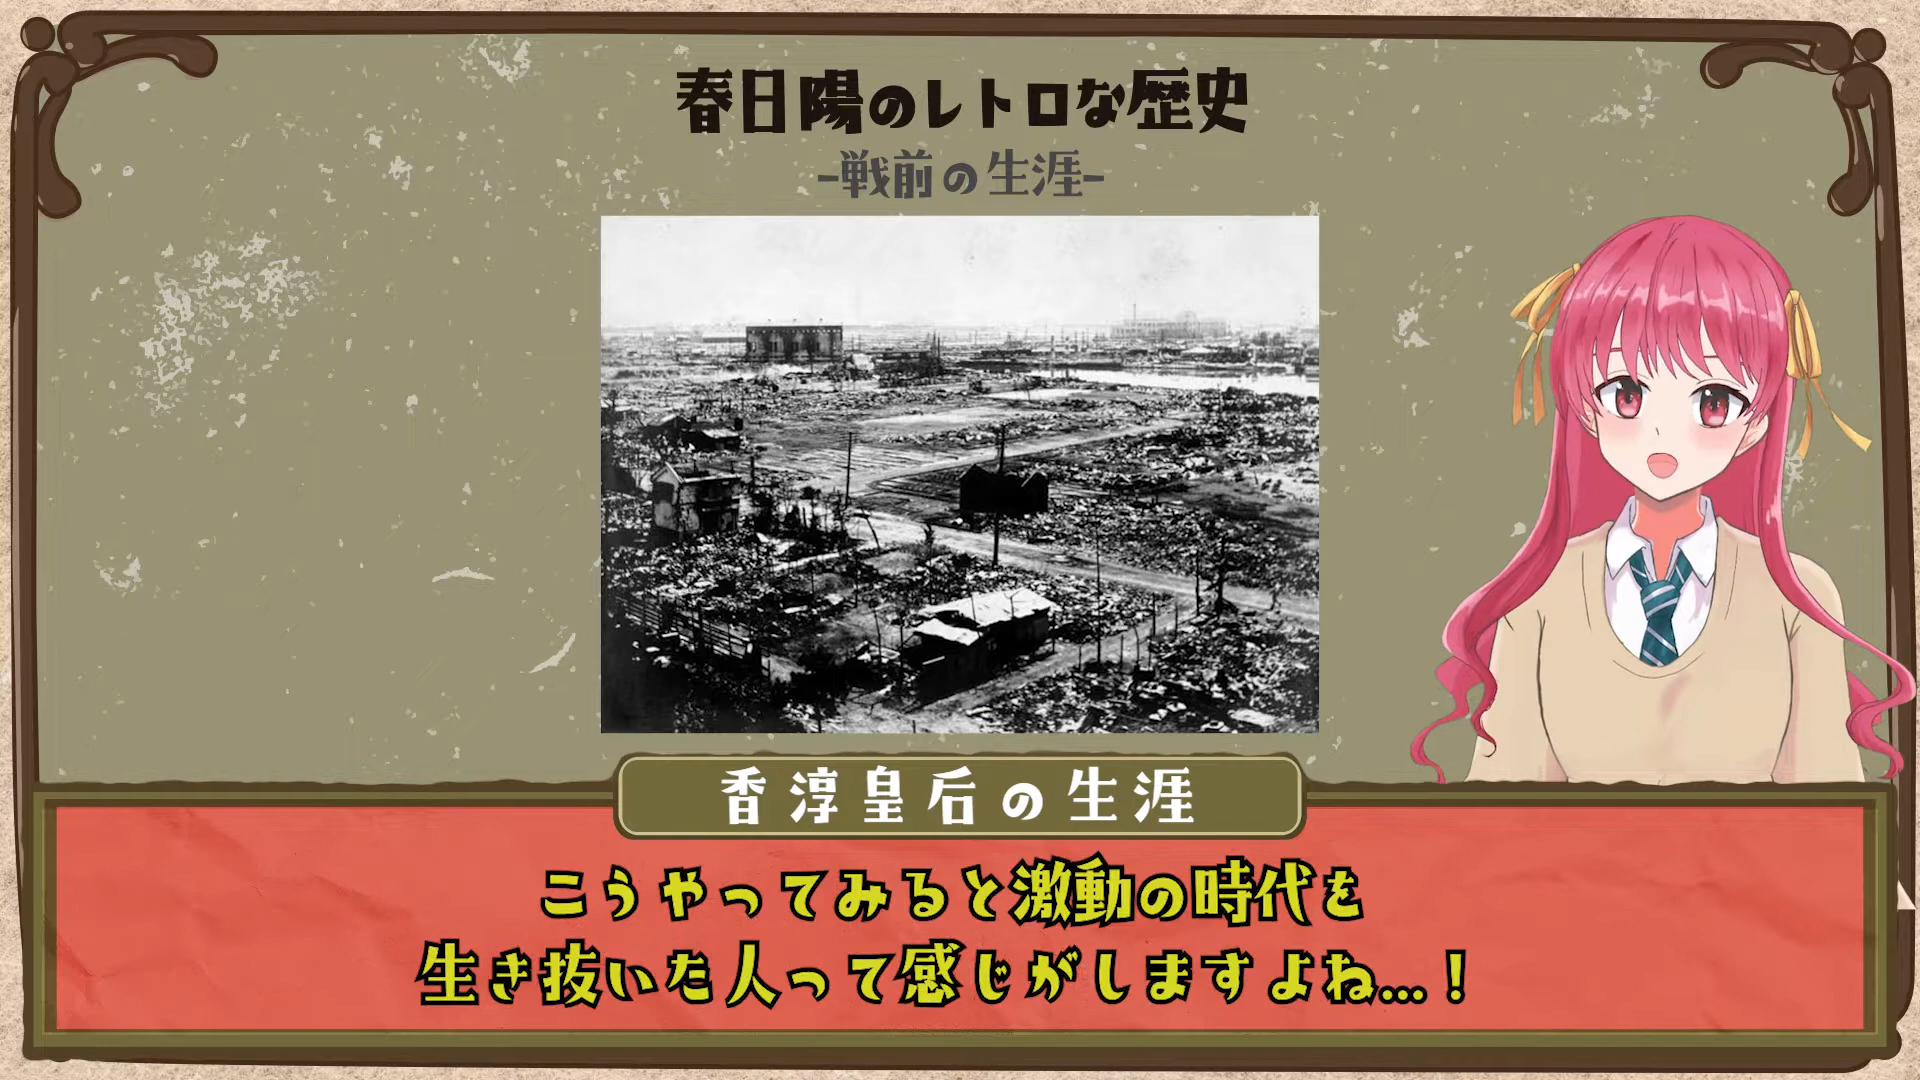 春日陽のレトロな歴史
-戦前の生涯-
香淳皇后の生涯
こうやってみると激動の時代を
生き抜いた人って感じがしますよね...！